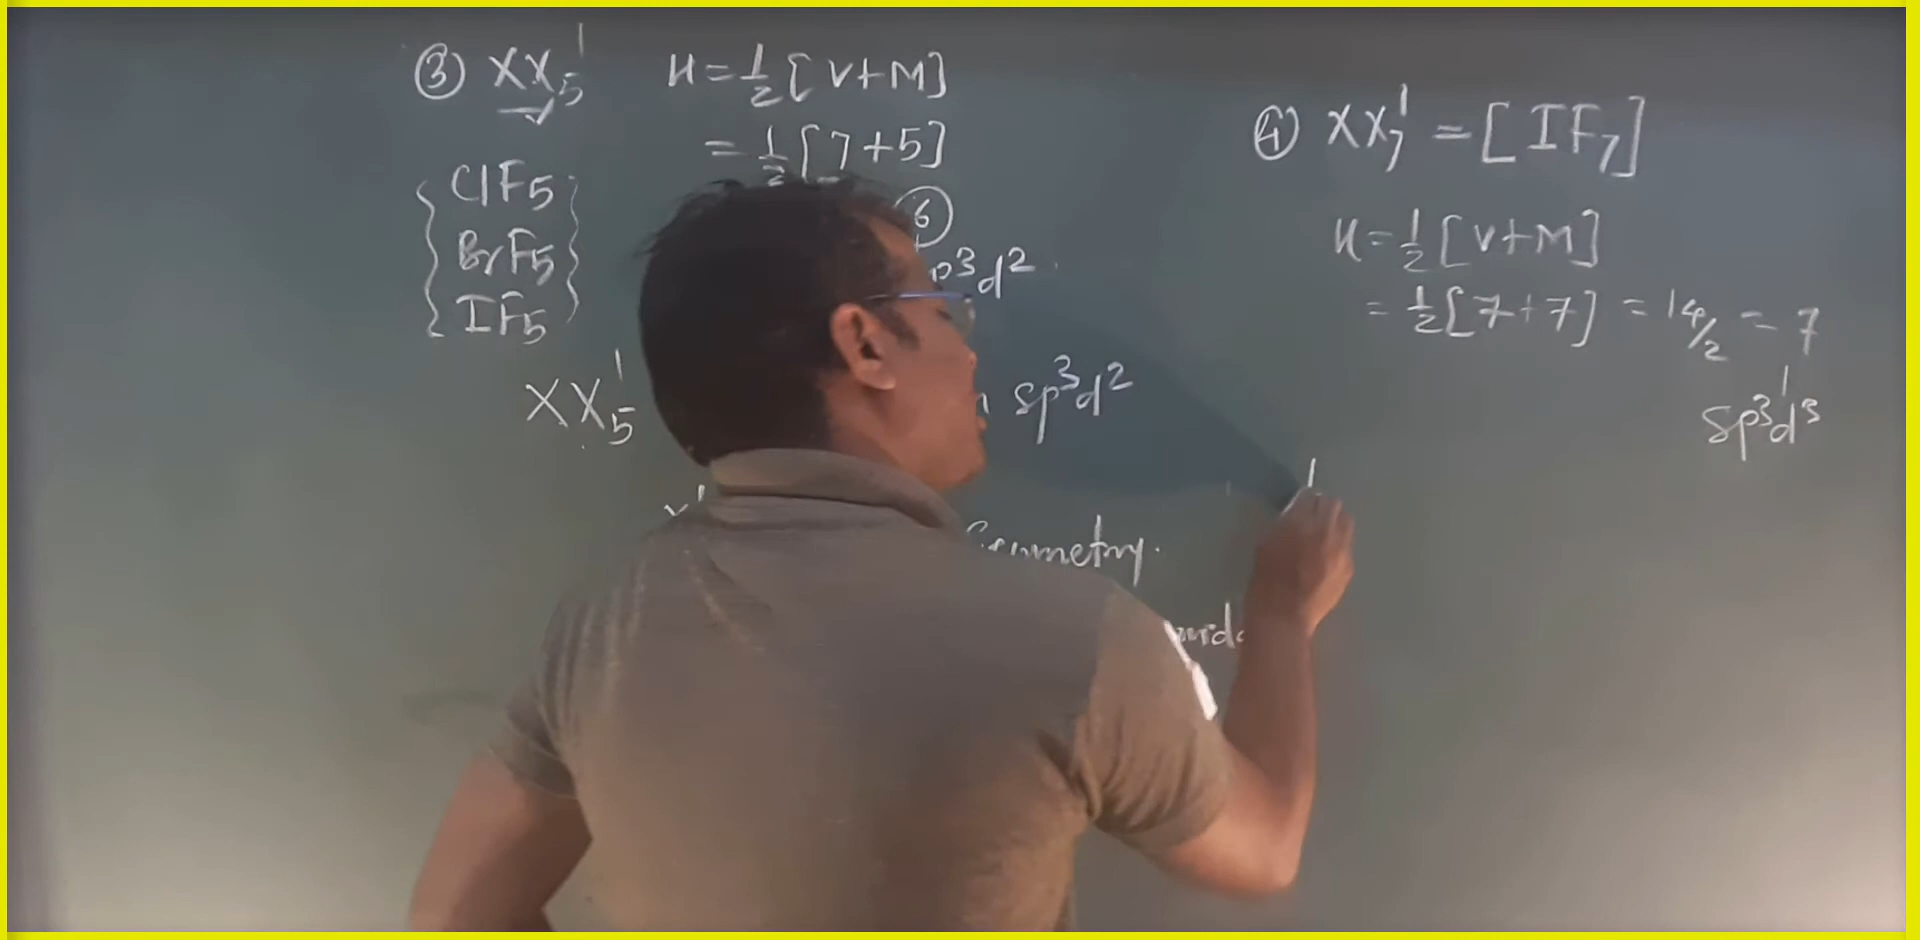 ③ XX₅' H=1/2[V+M]
=1/2[7+5]
ClF₅
⑥
BrF₅
p³d²
IF₅
XX₅' sp³d²
Geometry.
④ XX₇' = [IF₇]
H=1/2[V+M]
=1/2[7+7] = 14/2 = 7
sp³d³